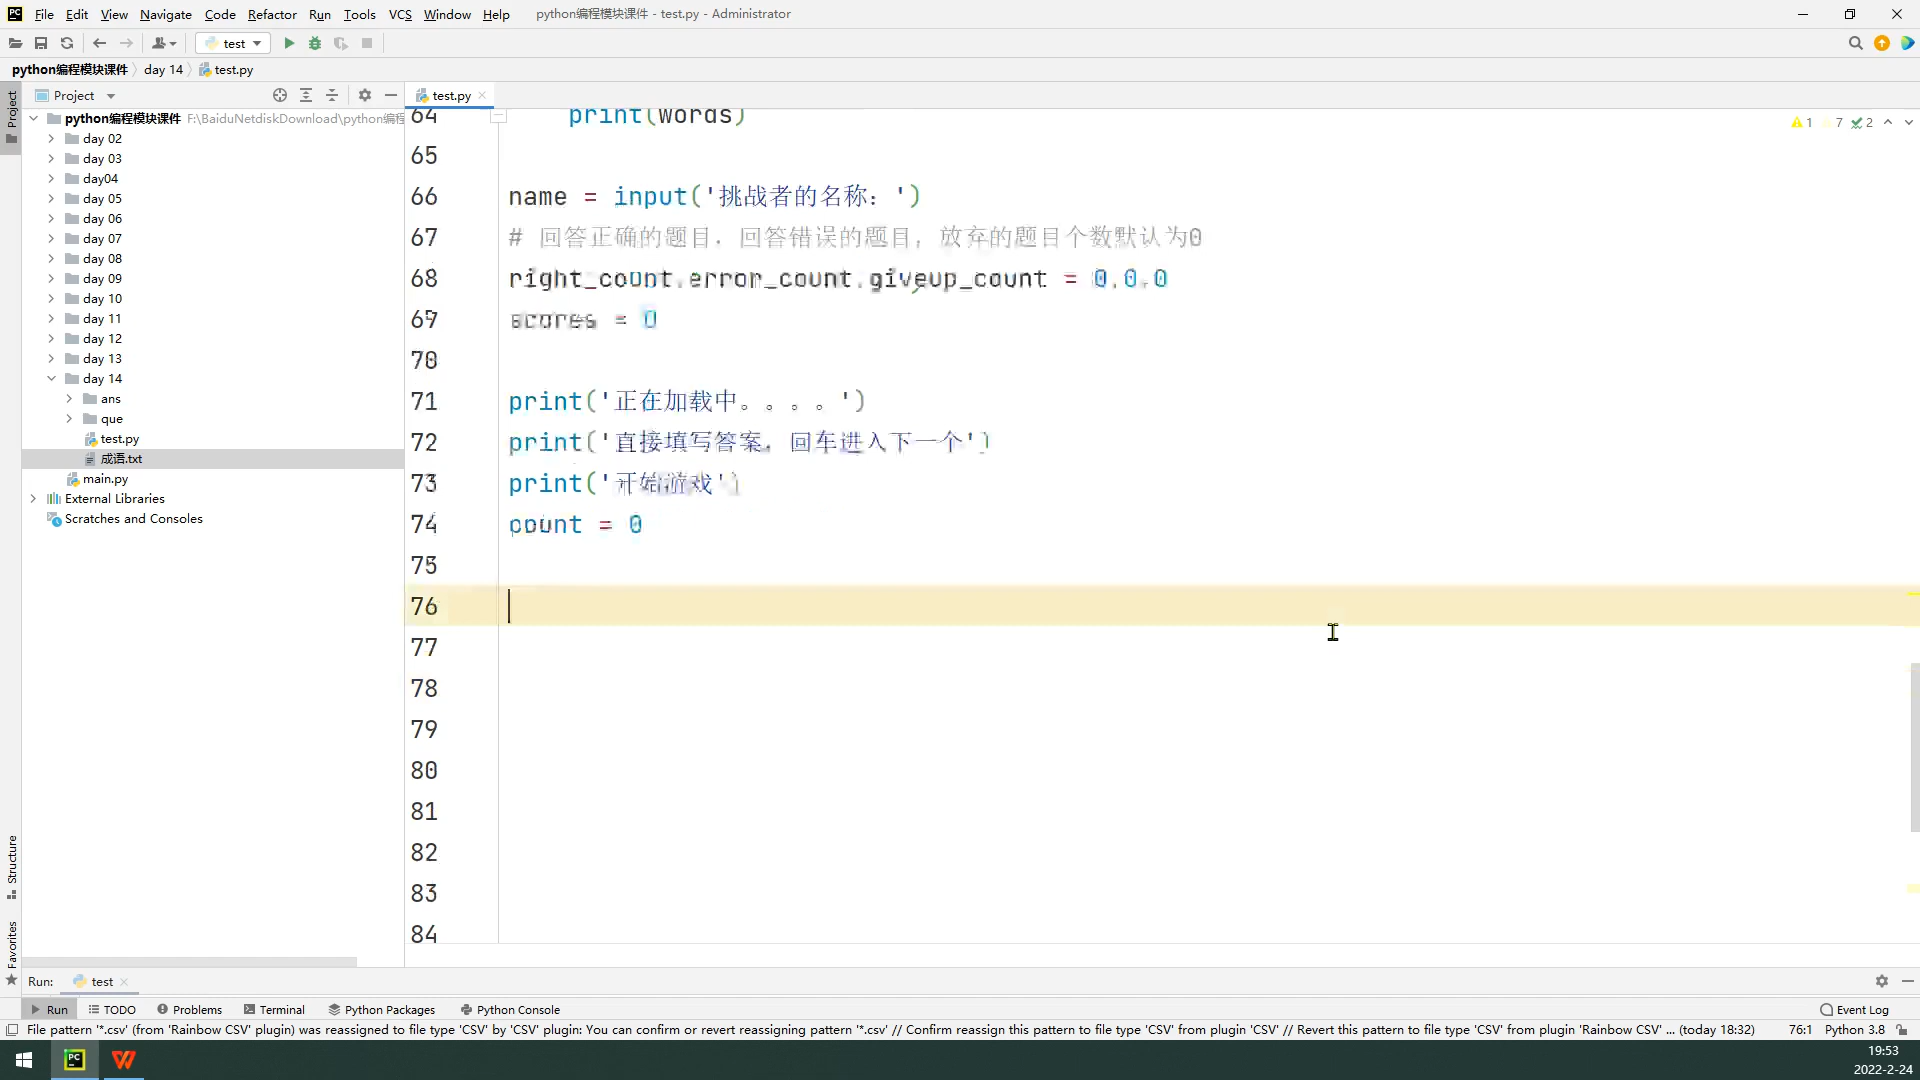 File Edit View Navigate Code Refactor Run Tools VCS Window Help python编程模块课件 - test.py - Administrator
test
python编程模块课件 day 14 test.py
Project
Project
test.py
python编程模块课件 F:\BaiduNetdiskDownload\python编程
day 02
day 03
day04
day 05
day 06
day 07
day 08
day 09
day 10
day 11
day 12
day 13
day 14
ans
que
test.py
成语.txt
main.py
External Libraries
Scratches and Consoles
Structure
Favorites
1 7 2
64 print(words)
65
66 name = input('挑战者的名称：')
67 # 回答正确的题目，回答错误的题目，放充的题目个数默认为0
68 right_count,error_count,giveup_count = 0,0,0
69 scores = 0
70
71 print('正在加载中。。。。')
72 print('直接填写答案，回车进入下一个')
73 print('开始游戏')
74 count = 0
75
76
77
78
79
80
81
82
83
84
Run: test
Run TODO Problems Terminal Python Packages Python Console Event Log
File pattern '*.csv' (from 'Rainbow CSV' plugin) was reassigned to file type 'CSV' by 'CSV' plugin: You can confirm or revert reassigning pattern '*.csv' // Confirm reassign this pattern to file type 'CSV' from plugin 'CSV' // Revert this pattern to file type 'CSV' from plugin 'Rainbow CSV' ... (today 18:32) 76:1 Python 3.8
19:53
2022-2-24